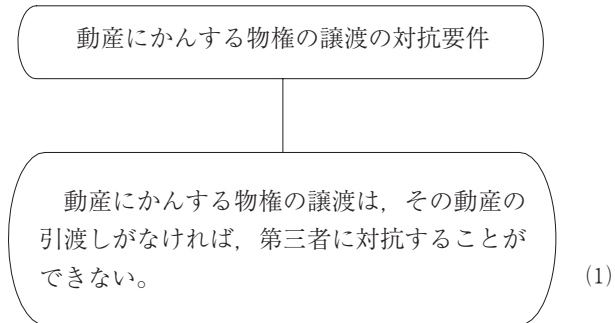 動産にかんする物権の譲渡の対抗要件
動産にかんする物権の譲渡は，その動産の
引渡しがなければ，第三者に対抗することが
できない。
(1)